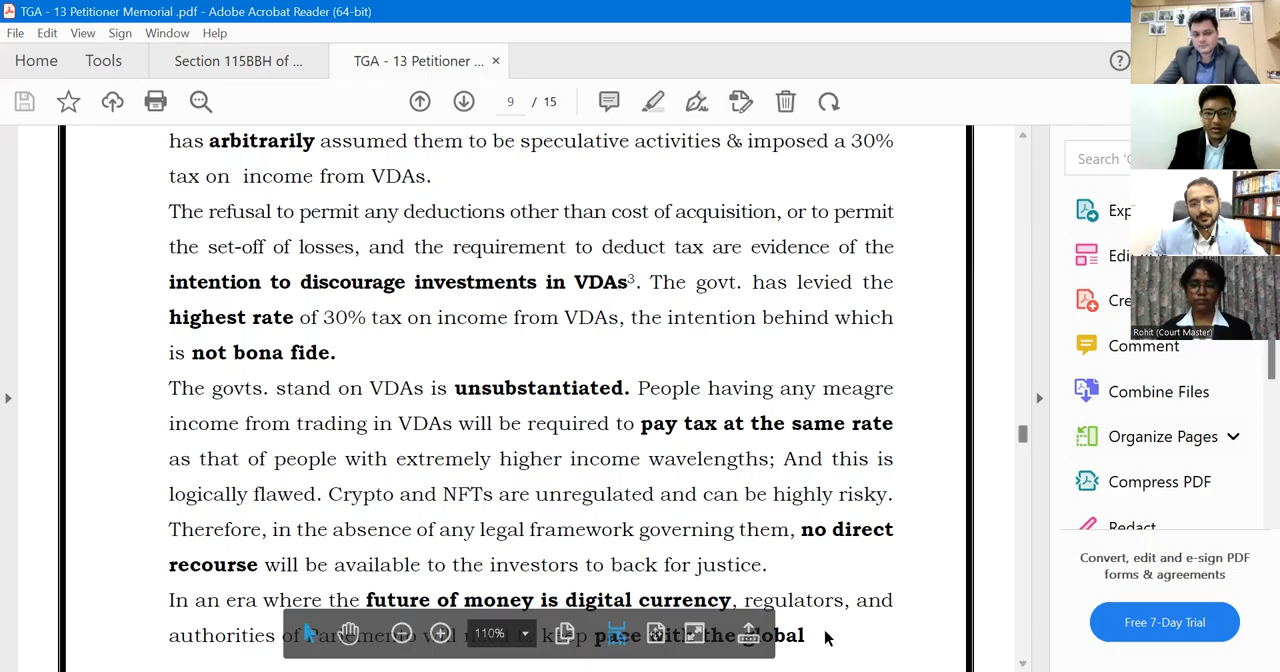 TGA - 13 Petitioner Memorial .pdf - Adobe Acrobat Reader (64-bit)
File Edit View Sign Window Help
Home Tools Section 115BBH of ... TGA - 13 Petitioner ... ×
9 / 15
has arbitrarily assumed them to be speculative activities & imposed a 30%
tax on income from VDAs.
The refusal to permit any deductions other than cost of acquisition, or to permit
the set-off of losses, and the requirement to deduct tax are evidence of the
intention to discourage investments in VDAs3. The govt. has levied the
highest rate of 30% tax on income from VDAs, the intention behind which
is not bona fide.
The govts. stand on VDAs is unsubstantiated. People having any meagre
income from trading in VDAs will be required to pay tax at the same rate
as that of people with extremely higher income wavelengths; And this is
logically flawed. Crypto and NFTs are unregulated and can be highly risky.
Therefore, in the absence of any legal framework governing them, no direct
recourse will be available to the investors to back for justice.
In an era where the future of money is digital currency, regulators, and
authorities of will keep pace with the global
110%
Search '
Exp
Edi
Cre
Comment
Combine Files
Organize Pages
Compress PDF
Redact
Convert, edit and e-sign PDF
forms & agreements
Free 7-Day Trial
Rohit (Court Master)